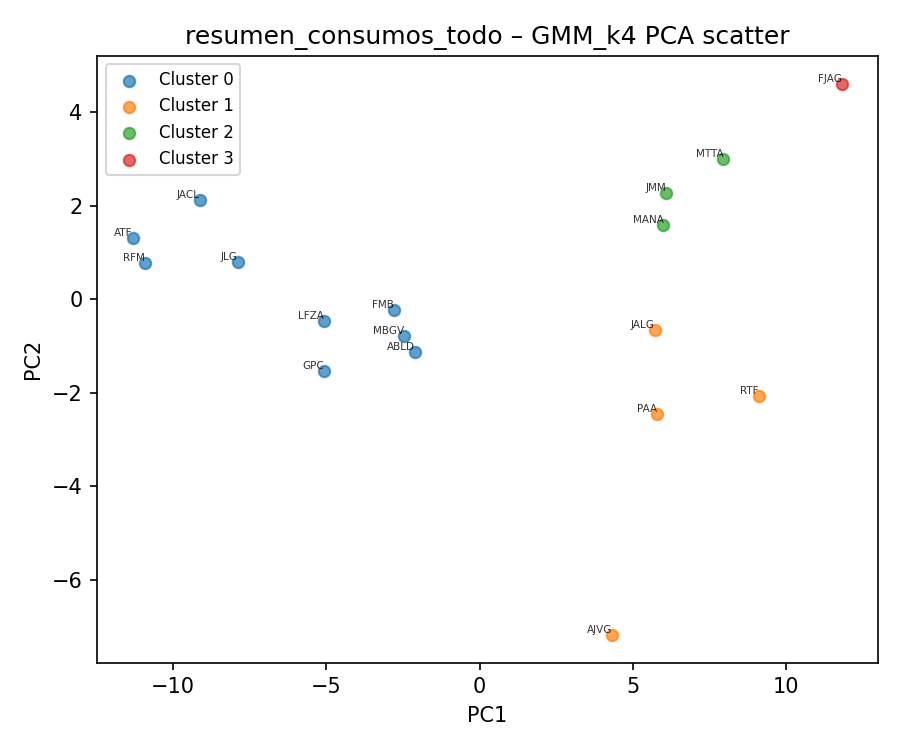 resumen_consumos_todo – GMM_k4 PCA scatter
Cluster 0
Cluster 1
Cluster 2
Cluster 3
FJAG
MTTA
JMM
MANA
JACL
ATF
RFM
JLG
FMB
LFZA
MBGV
ABLD
GPC
JALG
RTF
PAA
AJVG
4
2
0
−2
−4
−6
PC2
−10
−5
0
5
10
PC1